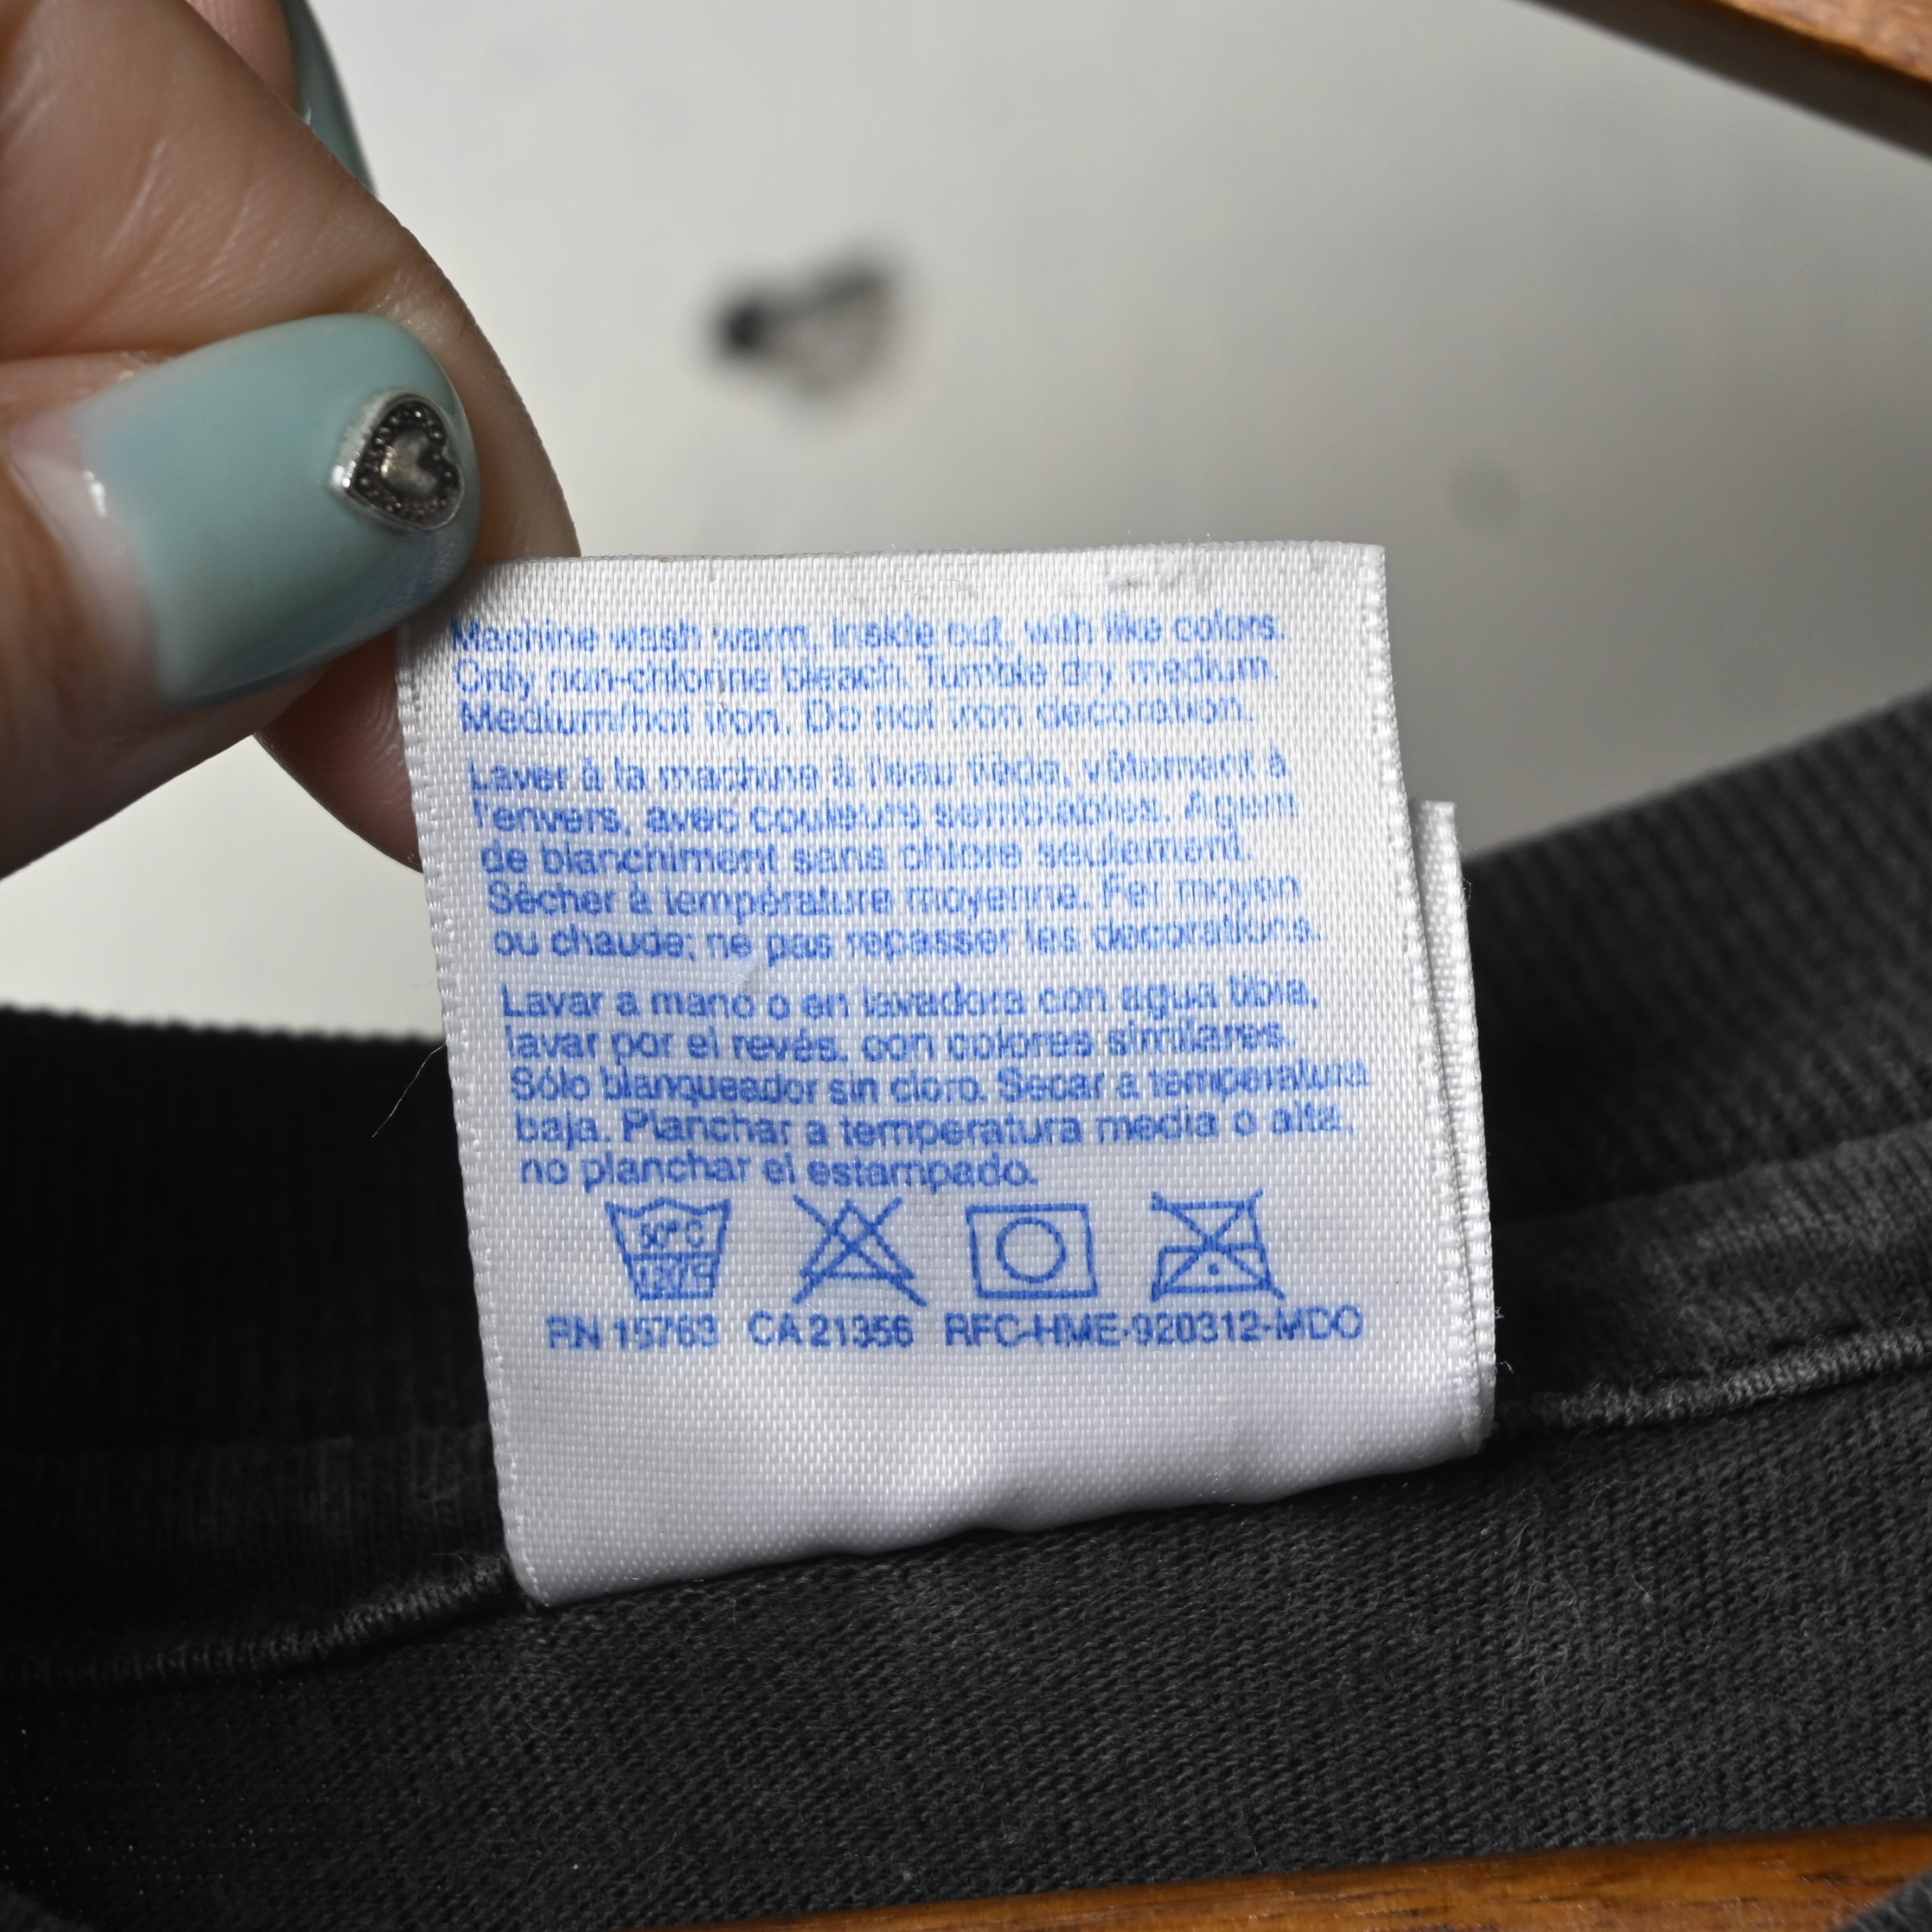 Machine wash warm, inside out, with like colors.
Only non-chlorine bleach. Tumble dry medium.
Medium/hot iron. Do not iron decoration.
Laver à la machine à l'eau tiède, vêtement à
l'envers, avec couleurs semblables. Agent
de blanchiment sans chlore seulement.
Sécher à température moyenne. Fer moyen
ou chaude; ne pas repasser les decorations.
Lavar a mano o en lavadora con agua tibia,
lavar por el revés, con colores similares.
Sólo blanqueador sin cloro. Secar a temperatura
baja. Planchar a temperatura media o alta,
no planchar el estampado.
50°C
120°F
RN 15763 CA 21356 RFC-HME-920312-MDO